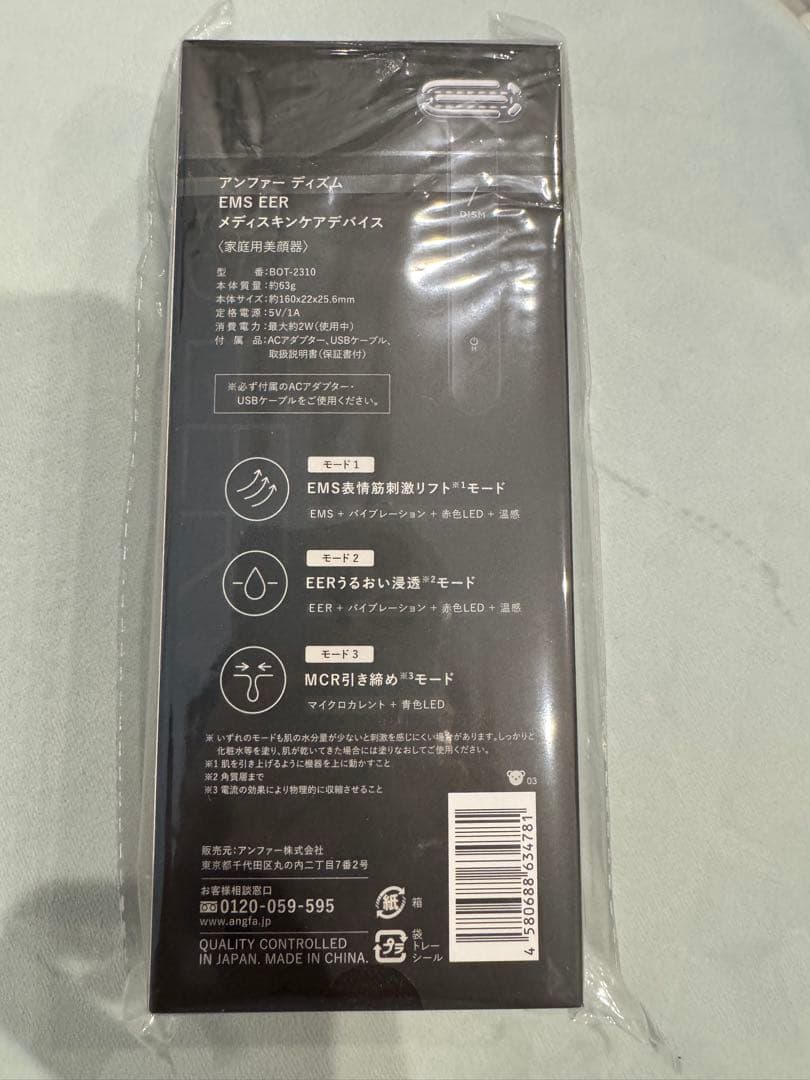 アンファー ディズム
EMS EER
メディスキンケアデバイス
〈家庭用美顔器〉
DISM
型　　番：BOT-2310
本体質量：約63g
本体サイズ：約160x22x25.6mm
定格電源：5V/1A
消費電力：最大約2W（使用中）
付　属　品：ACアダプター、USBケーブル、
取扱説明書（保証書付）
H
※必ず付属のACアダプター・
USBケーブルをご使用ください。
モード1
EMS表情筋刺激リフト※1モード
EMS + バイブレーション + 赤色LED + 温感
モード2
EERうるおい浸透※2モード
EER + バイブレーション + 赤色LED + 温感
モード3
MCR引き締め※3モード
マイクロカレント + 青色LED
※ いずれのモードも肌の水分量が少ないと刺激を感じにくい場合があります。しっかりと
化粧水等を塗り、肌が乾いてきた場合には塗りなおしてご使用ください。
※1 肌を引き上げるように機器を上に動かすこと
※2 角質層まで
※3 電流の効果により物理的に収縮させること
03
販売元：アンファー株式会社
東京都千代田区丸の内二丁目7番2号
お客様相談窓口
0120-059-595
www.angfa.jp
QUALITY CONTROLLED
IN JAPAN. MADE IN CHINA.
紙
箱
プラ
袋
トレー
シール
4 580688 634781